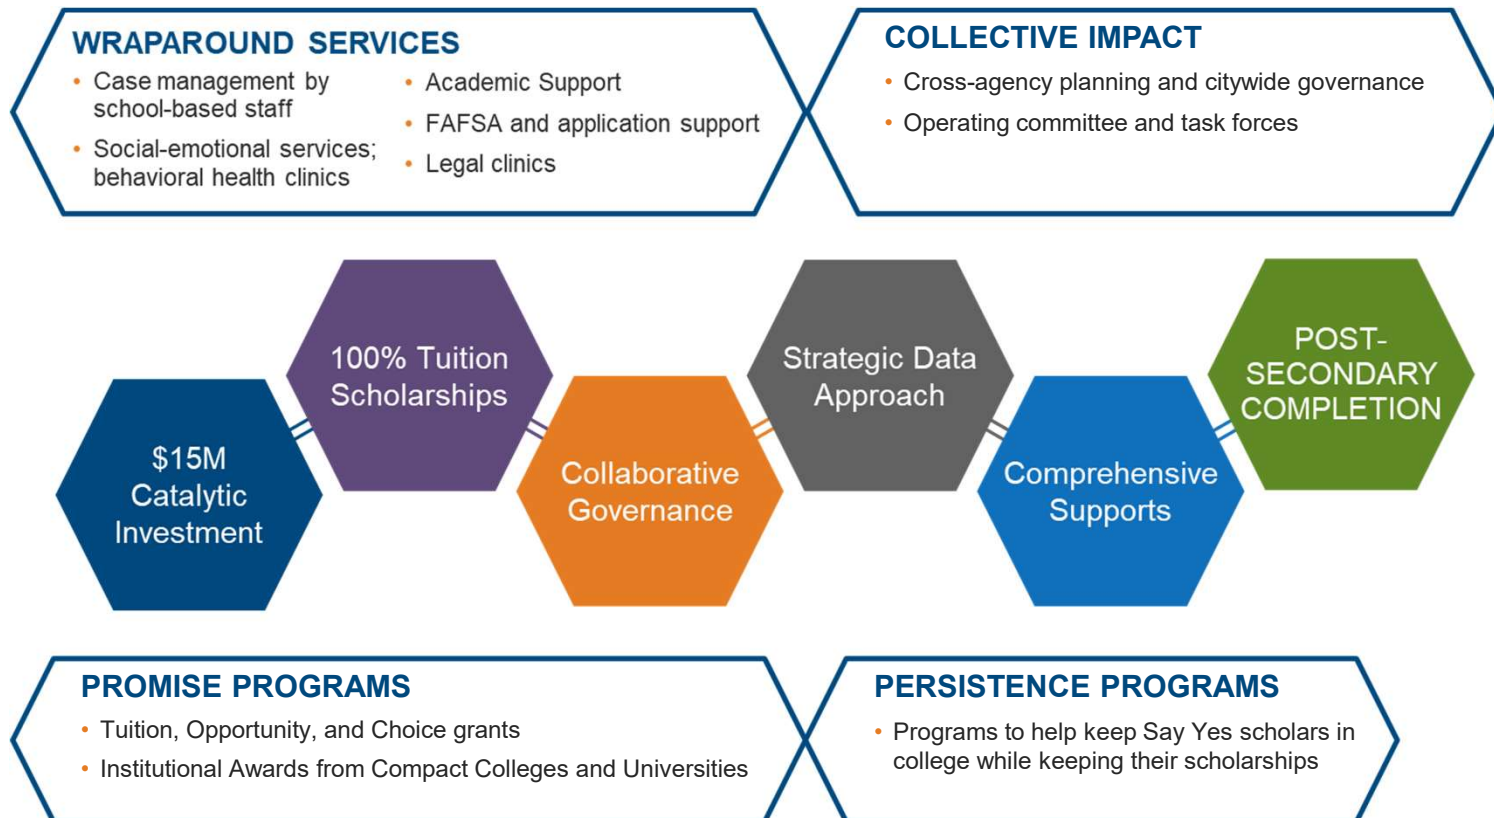 WRAPAROUND SERVICES
• Case management by
school-based staff
• Social-emotional services;
behavioral health clinics
• Academic Support
• FAFSA and application support
• Legal clinics
COLLECTIVE IMPACT
• Cross-agency planning and citywide governance
• Operating committee and task forces
$15M
Catalytic
Investment
100% Tuition
Scholarships
Collaborative
Governance
Strategic Data
Approach
Comprehensive
Supports
POST-
SECONDARY
COMPLETION
PROMISE PROGRAMS
• Tuition, Opportunity, and Choice grants
• Institutional Awards from Compact Colleges and Universities
PERSISTENCE PROGRAMS
• Programs to help keep Say Yes scholars in
college while keeping their scholarships